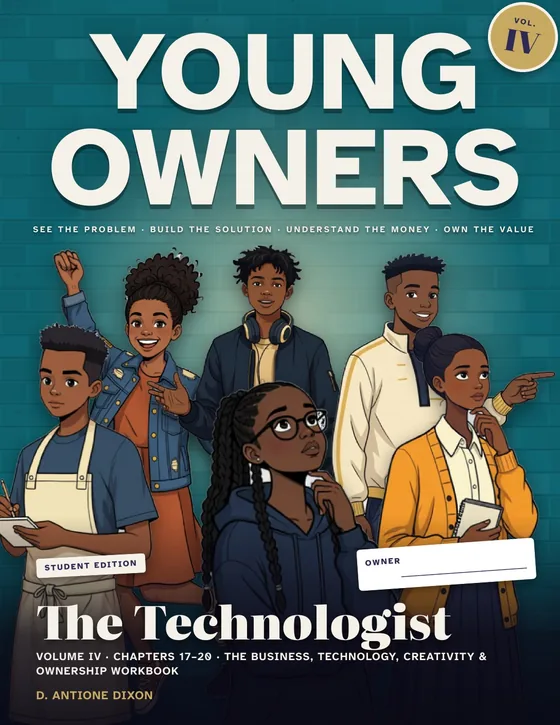 VOL.
IV
YOUNG
OWNERS
SEE THE PROBLEM · BUILD THE SOLUTION · UNDERSTAND THE MONEY · OWN THE VALUE
STUDENT EDITION
OWNER
The Technologist
VOLUME IV · CHAPTERS 17–20 · THE BUSINESS, TECHNOLOGY, CREATIVITY &
OWNERSHIP WORKBOOK
D. ANTIONE DIXON